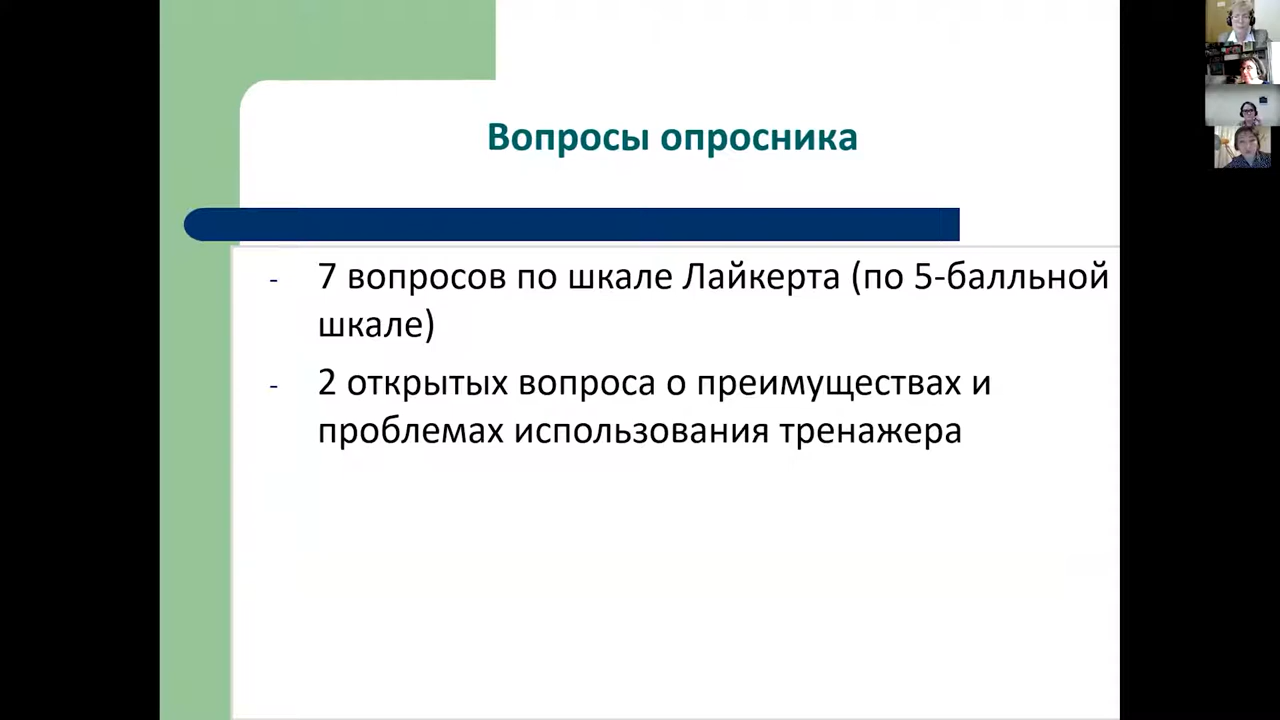 Вопросы опросника
- 7 вопросов по шкале Лайкерта (по 5-балльной
шкале)
- 2 открытых вопроса о преимуществах и
проблемах использования тренажера